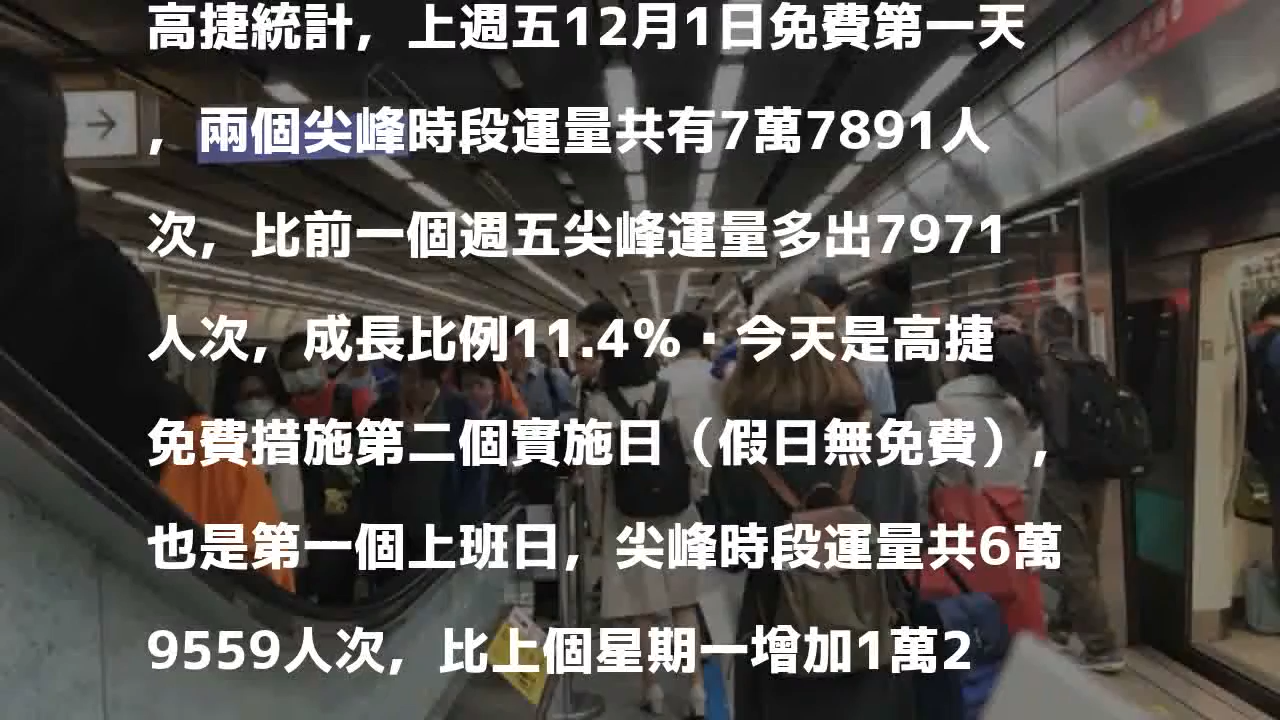 高捷統計，上週五12月1日免費第一天
，兩個尖峰時段運量共有7萬7891人
次，比前一個週五尖峰運量多出7971
人次，成長比例11.4%·今天是高捷
免費措施第二個實施日（假日無免費），
也是第一個上班日，尖峰時段運量共6萬
9559人次，比上個星期一增加1萬2